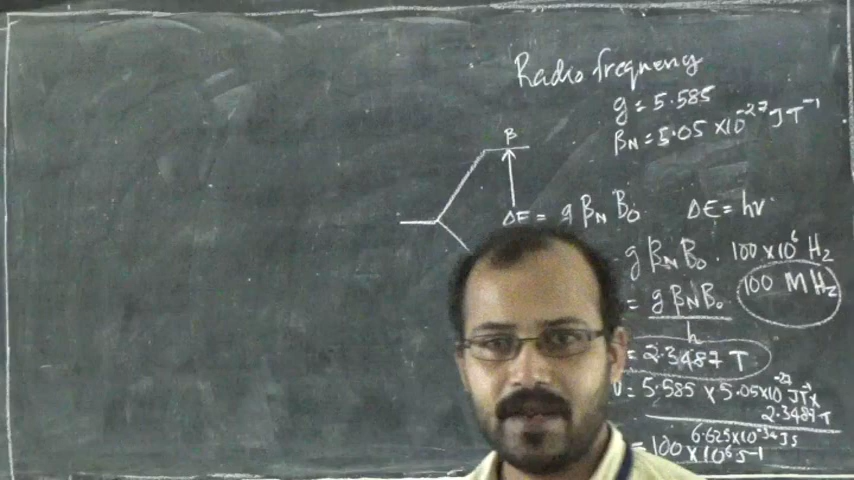 Radio frequency
g = 5.585
βN = 5.05 × 10⁻²⁷ J T⁻¹
β
ΔE = g βN B₀ ΔE = hν
g βN B₀ · 100 × 10⁶ Hz
= g βN B₀ 100 MHz
h
= 2.3487 T
ν = 5.585 × 5.05 × 10⁻²⁷ JT⁻¹ ×
2.3487 T
6.625 × 10⁻³⁴ Js
= 100 × 10⁶ s⁻¹